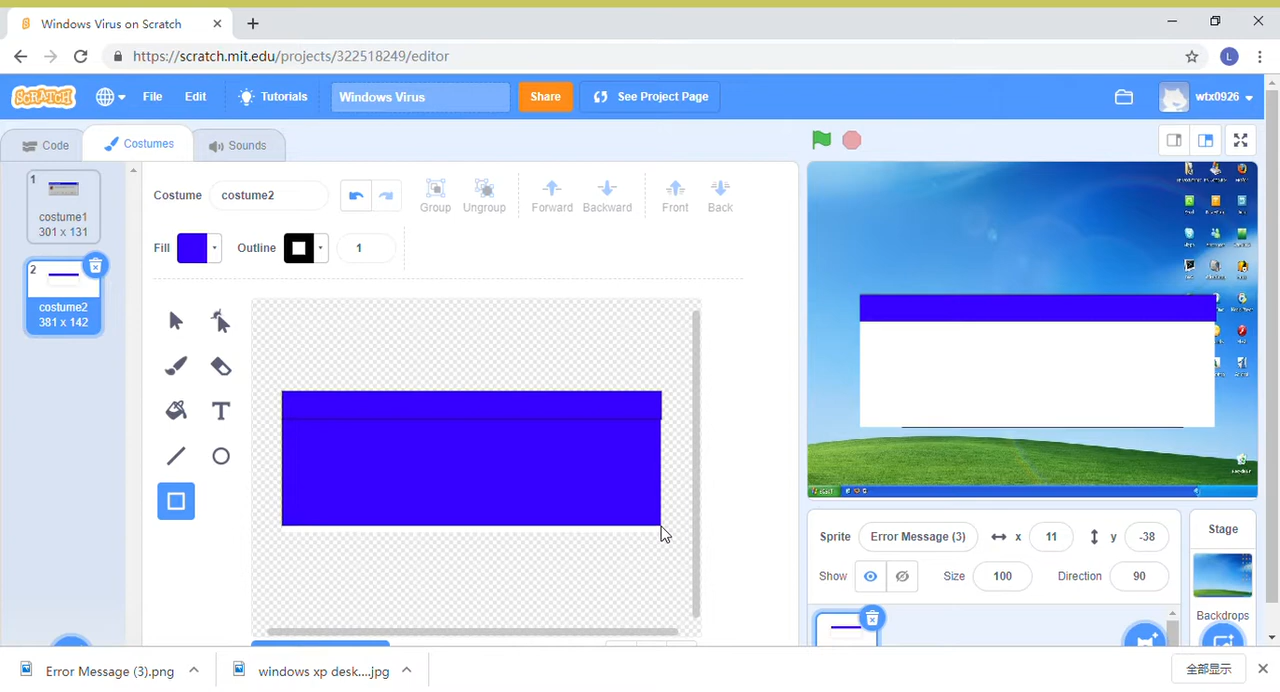 Windows Virus on Scratch
https://scratch.mit.edu/projects/322518249/editor
L
SCRATCH
File
Edit
Tutorials
Windows Virus
Share
See Project Page
wtx0926
Code
Costumes
Sounds
1
costume1
301 x 131
2
costume2
381 x 142
Costume
costume2
Group
Ungroup
Forward
Backward
Front
Back
Fill
Outline
1
T
Sprite
Error Message (3)
x
11
y
-38
Show
Size
100
Direction
90
Stage
Backdrops
Error Message (3).png
windows xp desk....jpg
全部显示